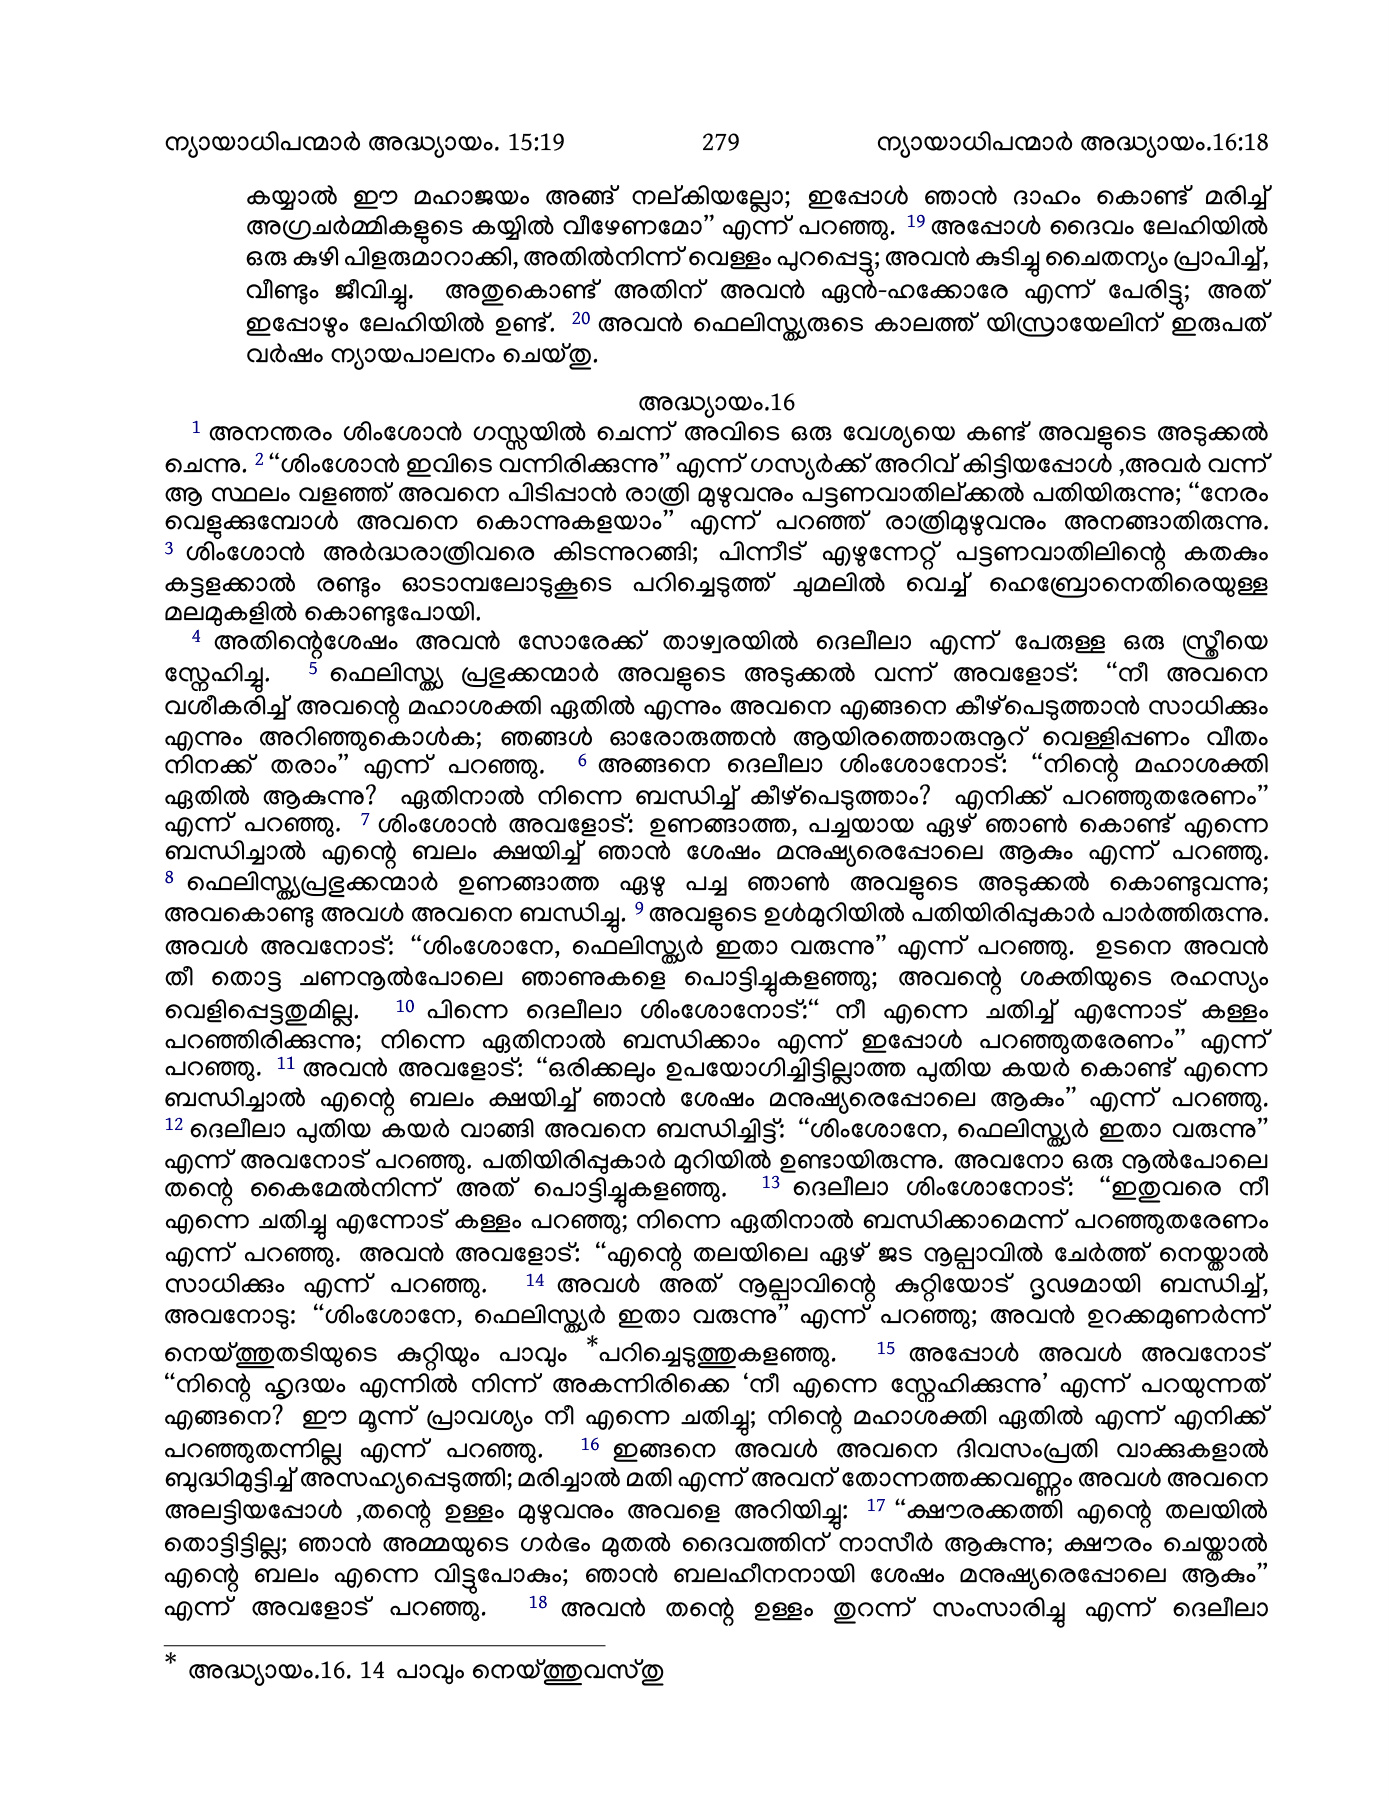 ന്യായാധിപന്മാർ അദ്ധ്യായം. 15:19 279 ന്യായാധിപന്മാർ അദ്ധ്യായം.16:18
കയ്യാൽ ഈ മഹാജയം അങ്ങ് നല്കിയല്ലോ; ഇപ്പോൾ ഞാൻ ദാഹം കൊണ്ട് മരിച്ച്
അഗ്രചർമ്മികളുടെ കയ്യിൽ വീഴേണമോ” എന്ന് പറഞ്ഞു. 19 അപ്പോൾ ദൈവം ലേഹിയിൽ
ഒരു കുഴി പിളരുമാറാക്കി, അതിൽനിന്ന് വെള്ളം പുറപ്പെട്ടു; അവൻ കുടിച്ചു ചൈതന്യം പ്രാപിച്ച്,
വീണ്ടും ജീവിച്ചു. അതുകൊണ്ട് അതിന് അവൻ ഏൻ-ഹക്കോരേ എന്ന് പേരിട്ടു; അത്
ഇപ്പോഴും ലേഹിയിൽ ഉണ്ട്. 20 അവൻ ഫെലിസ്ത്യരുടെ കാലത്ത് യിസ്രായേലിന് ഇരുപത്
വർഷം ന്യായപാലനം ചെയ്തു.
അദ്ധ്യായം.16
1 അനന്തരം ശിംശോൻ ഗസ്സയിൽ ചെന്ന് അവിടെ ഒരു വേശ്യയെ കണ്ട് അവളുടെ അടുക്കൽ
ചെന്നു. 2 “ശിംശോൻ ഇവിടെ വന്നിരിക്കുന്നു” എന്ന് ഗസ്യർക്ക് അറിവ് കിട്ടിയപ്പോൾ ,അവർ വന്ന്
ആ സ്ഥലം വളഞ്ഞ് അവനെ പിടിപ്പാൻ രാത്രി മുഴുവനും പട്ടണവാതില്ക്കൽ പതിയിരുന്നു; “നേരം
വെളുക്കുമ്പോൾ അവനെ കൊന്നുകളയാം” എന്ന് പറഞ്ഞ് രാത്രിമുഴുവനും അനങ്ങാതിരുന്നു.
3 ശിംശോൻ അർദ്ധരാത്രിവരെ കിടന്നുറങ്ങി; പിന്നീട് എഴുന്നേറ്റ് പട്ടണവാതിലിന്റെ കതകും
കട്ടളക്കാൽ രണ്ടും ഓടാമ്പലോടുകൂടെ പറിച്ചെടുത്ത് ചുമലിൽ വെച്ച് ഹെബ്രോനെതിരെയുള്ള
മലമുകളിൽ കൊണ്ടുപോയി.
4 അതിന്റെശേഷം അവൻ സോരേക്ക് താഴ്വരയിൽ ദെലീലാ എന്ന് പേരുള്ള ഒരു സ്ത്രീയെ
സ്നേഹിച്ചു. 5 ഫെലിസ്ത്യ പ്രഭുക്കന്മാർ അവളുടെ അടുക്കൽ വന്ന് അവളോട്: “നീ അവനെ
വശീകരിച്ച് അവന്റെ മഹാശക്തി ഏതിൽ എന്നും അവനെ എങ്ങനെ കീഴ്പെടുത്താൻ സാധിക്കും
എന്നും അറിഞ്ഞുകൊൾക; ഞങ്ങൾ ഓരോരുത്തൻ ആയിരത്തൊരുനൂറ് വെള്ളിപ്പണം വീതം
നിനക്ക് തരാം” എന്ന് പറഞ്ഞു. 6 അങ്ങനെ ദെലീലാ ശിംശോനോട്: “നിന്റെ മഹാശക്തി
ഏതിൽ ആകുന്നു? ഏതിനാൽ നിന്നെ ബന്ധിച്ച് കീഴ്പെടുത്താം? എനിക്ക് പറഞ്ഞുതരേണം”
എന്ന് പറഞ്ഞു. 7 ശിംശോൻ അവളോട്: ഉണങ്ങാത്ത, പച്ചയായ ഏഴ് ഞാൺ കൊണ്ട് എന്നെ
ബന്ധിച്ചാൽ എന്റെ ബലം ക്ഷയിച്ച് ഞാൻ ശേഷം മനുഷ്യരെപ്പോലെ ആകും എന്ന് പറഞ്ഞു.
8 ഫെലിസ്ത്യപ്രഭുക്കന്മാർ ഉണങ്ങാത്ത ഏഴു പച്ച ഞാൺ അവളുടെ അടുക്കൽ കൊണ്ടുവന്നു;
അവകൊണ്ടു അവൾ അവനെ ബന്ധിച്ചു. 9 അവളുടെ ഉൾമുറിയിൽ പതിയിരിപ്പുകാർ പാർത്തിരുന്നു.
അവൾ അവനോട്: “ശിംശോനേ, ഫെലിസ്ത്യർ ഇതാ വരുന്നു” എന്ന് പറഞ്ഞു. ഉടനെ അവൻ
തീ തൊട്ട ചണനൂൽപോലെ ഞാണുകളെ പൊട്ടിച്ചുകളഞ്ഞു; അവന്റെ ശക്തിയുടെ രഹസ്യം
വെളിപ്പെട്ടതുമില്ല. 10 പിന്നെ ദെലീലാ ശിംശോനോട്:“ നീ എന്നെ ചതിച്ച് എന്നോട് കള്ളം
പറഞ്ഞിരിക്കുന്നു; നിന്നെ ഏതിനാൽ ബന്ധിക്കാം എന്ന് ഇപ്പോൾ പറഞ്ഞുതരേണം” എന്ന്
പറഞ്ഞു. 11 അവൻ അവളോട്: “ഒരിക്കലും ഉപയോഗിച്ചിട്ടില്ലാത്ത പുതിയ കയർ കൊണ്ട് എന്നെ
ബന്ധിച്ചാൽ എന്റെ ബലം ക്ഷയിച്ച് ഞാൻ ശേഷം മനുഷ്യരെപ്പോലെ ആകും” എന്ന് പറഞ്ഞു.
12 ദെലീലാ പുതിയ കയർ വാങ്ങി അവനെ ബന്ധിച്ചിട്ട്: “ശിംശോനേ, ഫെലിസ്ത്യർ ഇതാ വരുന്നു”
എന്ന് അവനോട് പറഞ്ഞു. പതിയിരിപ്പുകാർ മുറിയിൽ ഉണ്ടായിരുന്നു. അവനോ ഒരു നൂൽപോലെ
തന്റെ കൈമേൽനിന്ന് അത് പൊട്ടിച്ചുകളഞ്ഞു. 13 ദെലീലാ ശിംശോനോട്: “ഇതുവരെ നീ
എന്നെ ചതിച്ചു എന്നോട് കള്ളം പറഞ്ഞു; നിന്നെ ഏതിനാൽ ബന്ധിക്കാമെന്ന് പറഞ്ഞുതരേണം
എന്ന് പറഞ്ഞു. അവൻ അവളോട്: “എന്റെ തലയിലെ ഏഴ് ജട നൂല്പാവിൽ ചേർത്ത് നെയ്താൽ
സാധിക്കും എന്ന് പറഞ്ഞു. 14 അവൾ അത് നൂല്പാവിന്റെ കുറ്റിയോട് ദൃഢമായി ബന്ധിച്ച്,
അവനോടു: “ശിംശോനേ, ഫെലിസ്ത്യർ ഇതാ വരുന്നു” എന്ന് പറഞ്ഞു; അവൻ ഉറക്കമുണർന്ന്
നെയ്ത്തുതടിയുടെ കുറ്റിയും പാവും *പറിച്ചെടുത്തുകളഞ്ഞു. 15 അപ്പോൾ അവൾ അവനോട്
“നിന്റെ ഹൃദയം എന്നിൽ നിന്ന് അകന്നിരിക്കെ ‘നീ എന്നെ സ്നേഹിക്കുന്നു’ എന്ന് പറയുന്നത്
എങ്ങനെ? ഈ മൂന്ന് പ്രാവശ്യം നീ എന്നെ ചതിച്ചു; നിന്റെ മഹാശക്തി ഏതിൽ എന്ന് എനിക്ക്
പറഞ്ഞുതന്നില്ല എന്ന് പറഞ്ഞു. 16 ഇങ്ങനെ അവൾ അവനെ ദിവസംപ്രതി വാക്കുകളാൽ
ബുദ്ധിമുട്ടിച്ച് അസഹ്യപ്പെടുത്തി; മരിച്ചാൽ മതി എന്ന് അവന് തോന്നത്തക്കവണ്ണം അവൾ അവനെ
അലട്ടിയപ്പോൾ ,തന്റെ ഉള്ളം മുഴുവനും അവളെ അറിയിച്ചു: 17 “ക്ഷൗരക്കത്തി എന്റെ തലയിൽ
തൊട്ടിട്ടില്ല; ഞാൻ അമ്മയുടെ ഗർഭം മുതൽ ദൈവത്തിന് നാസീർ ആകുന്നു; ക്ഷൗരം ചെയ്താൽ
എന്റെ ബലം എന്നെ വിട്ടുപോകും; ഞാൻ ബലഹീനനായി ശേഷം മനുഷ്യരെപ്പോലെ ആകും”
എന്ന് അവളോട് പറഞ്ഞു. 18 അവൻ തന്റെ ഉള്ളം തുറന്ന് സംസാരിച്ചു എന്ന് ദെലീലാ
* അദ്ധ്യായം.16. 14 പാവും നെയ്ത്തുവസ്തു